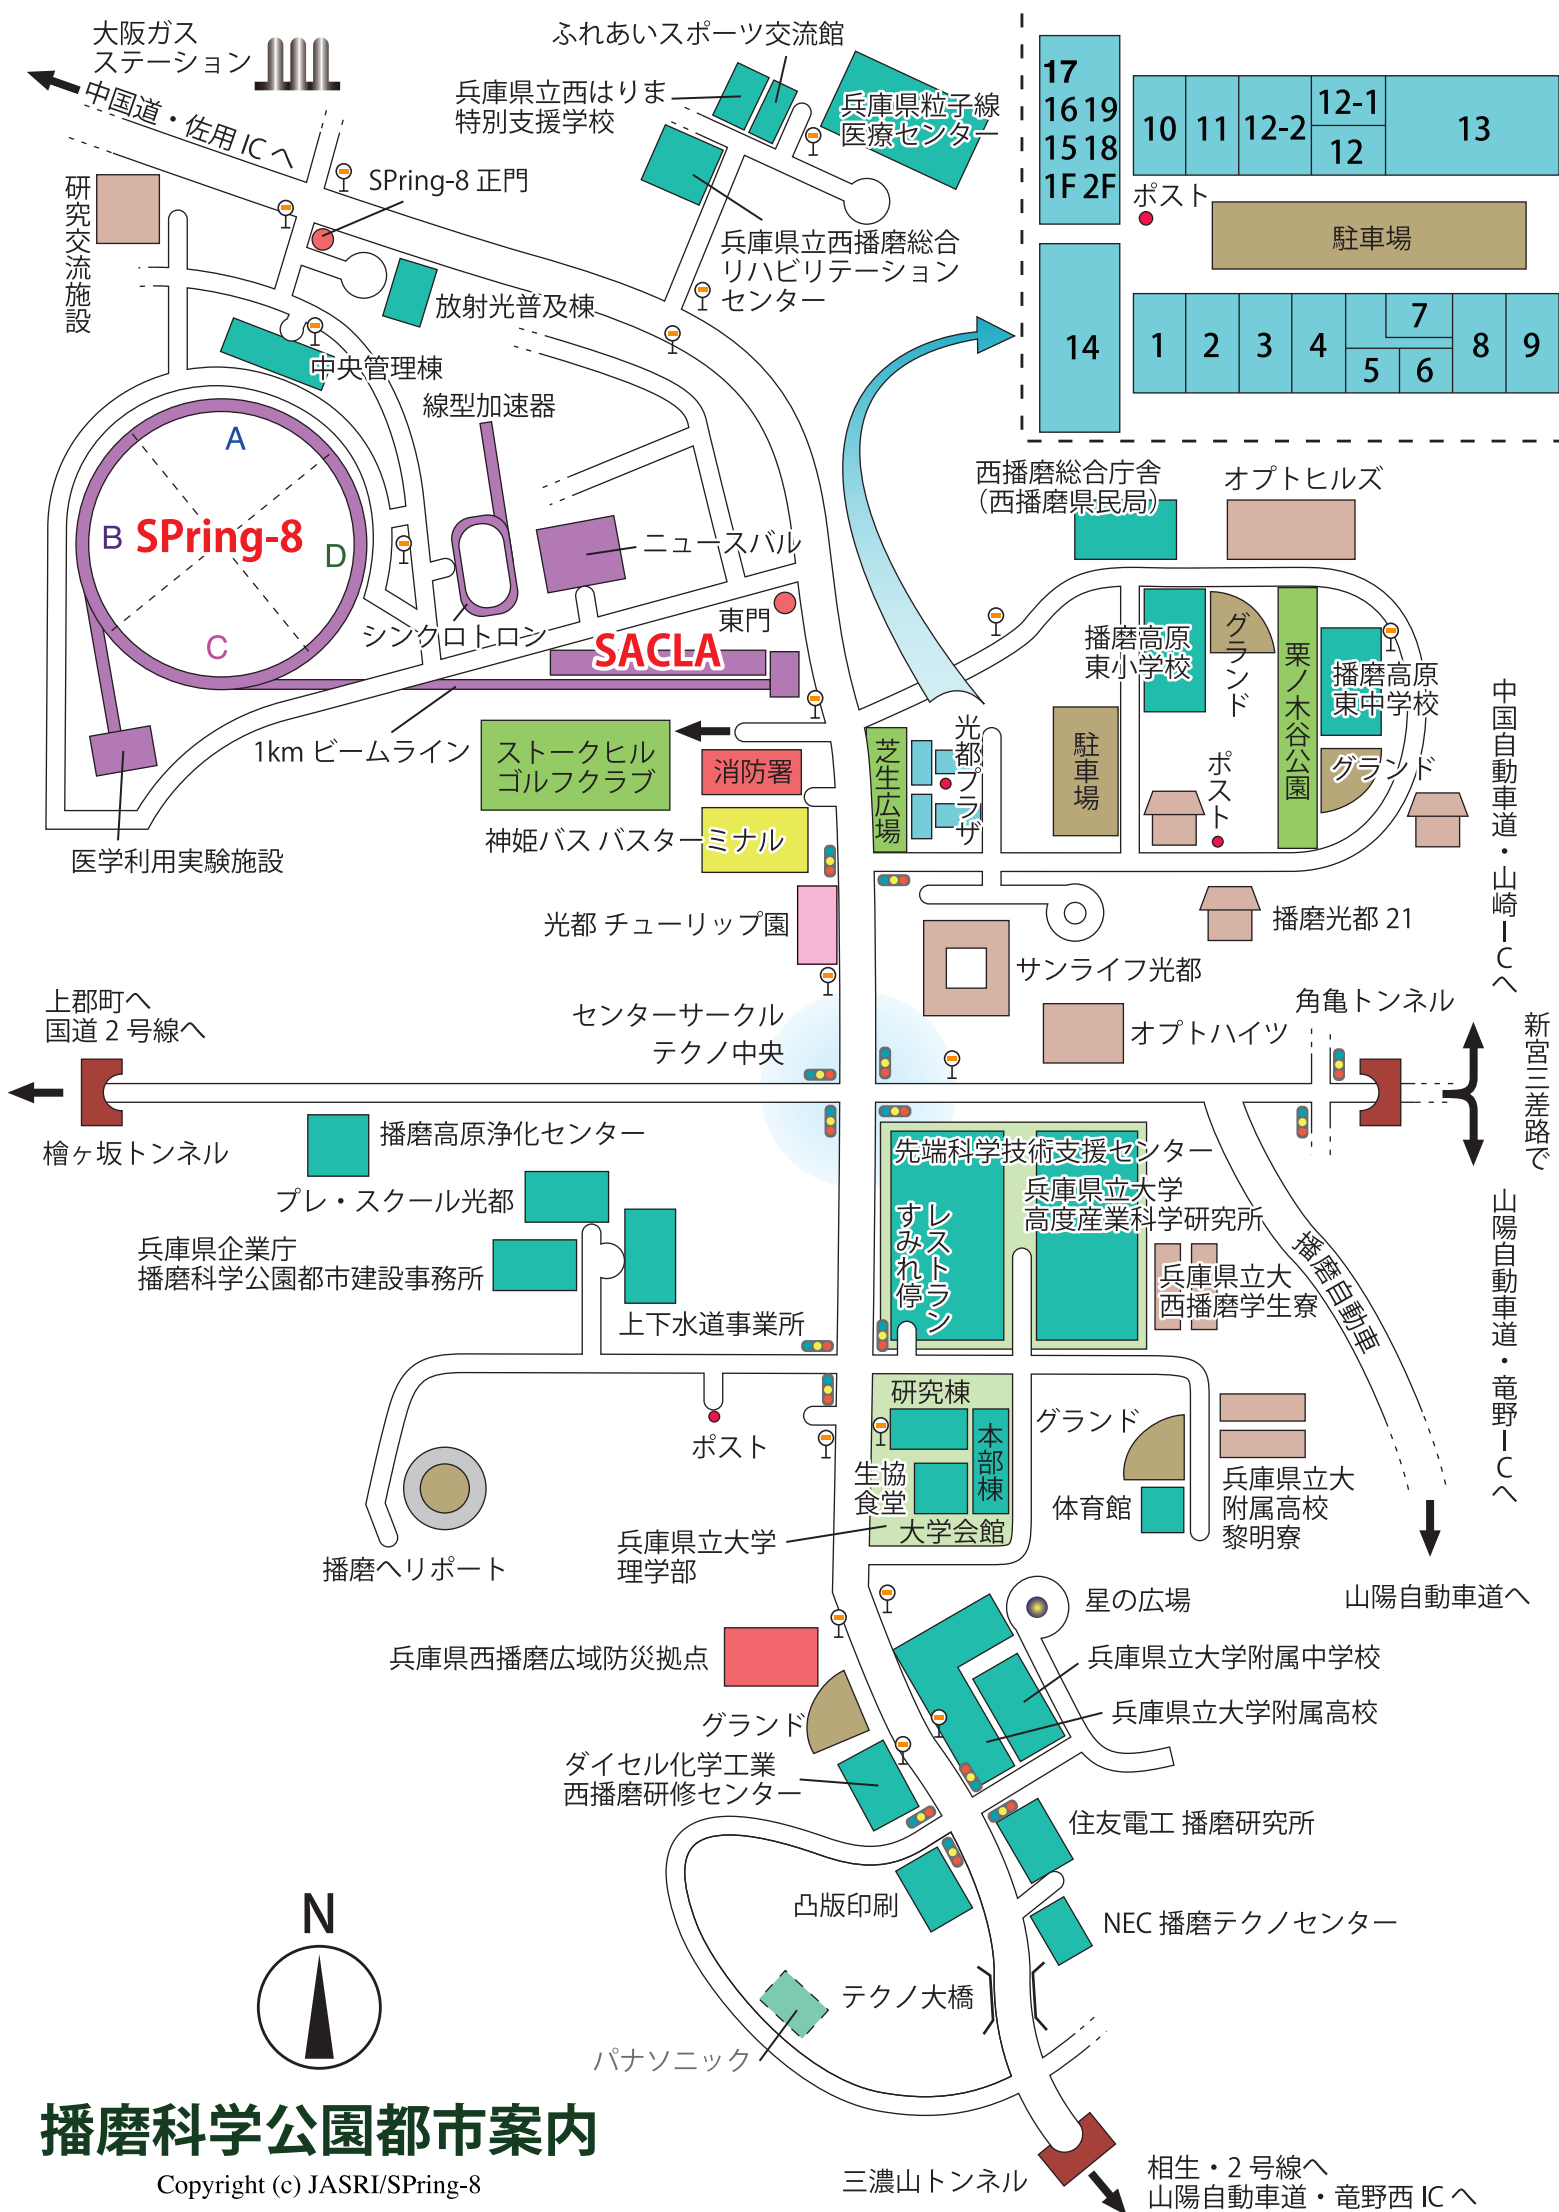 大阪ガス
ステーション
中国道・佐用 IC へ
ふれあいスポーツ交流館
兵庫県立西はりま
特別支援学校
兵庫県粒子線
医療センター
SPring-8 正門
研究交流施設
兵庫県立西播磨総合
リハビリテーション
センター
放射光普及棟
中央管理棟
線型加速器
A
B
SPring-8
D
C
ニュースバル
シンクロトロン
東門
SACLA
1km ビームライン
医学利用実験施設
17
16 19
15 18
1F 2F
10
11
12-2
12-1
12
13
ポスト
駐車場
14
1
2
3
4
5
6
7
8
9
西播磨総合庁舎
（西播磨県民局）
オプトヒルズ
播磨高原
東小学校
グランド
栗ノ木谷公園
播磨高原
東中学校
グランド
ストークヒル
ゴルフクラブ
消防署
神姫バス バスターミナル
芝生広場
光都プラザ
駐車場
ポスト
光都 チューリップ園
播磨光都 21
サンライフ光都
オプトハイツ
中国自動車道・山崎ICへ
角亀トンネル
新宮三差路で
山陽自動車道・竜野ICへ
上郡町へ
国道 2 号線へ
檜ヶ坂トンネル
センターサークル
テクノ中央
播磨高原浄化センター
プレ・スクール光都
兵庫県企業庁
播磨科学公園都市建設事務所
上下水道事業所
先端科学技術支援センター
兵庫県立大学
高度産業科学研究所
レストラン
すみれ停
兵庫県立大
西播磨学生寮
播磨自動車
ポスト
播磨ヘリポート
研究棟
本部棟
生協
食堂
大学会館
兵庫県立大学
理学部
グランド
体育館
兵庫県立大
附属高校
黎明寮
山陽自動車道へ
星の広場
兵庫県西播磨広域防災拠点
兵庫県立大学附属中学校
兵庫県立大学附属高校
グランド
ダイセル化学工業
西播磨研修センター
住友電工 播磨研究所
凸版印刷
NEC 播磨テクノセンター
テクノ大橋
パナソニック
N
播磨科学公園都市案内
Copyright (c) JASRI/SPring-8
三濃山トンネル
相生・2 号線へ
山陽自動車道・竜野西 IC へ